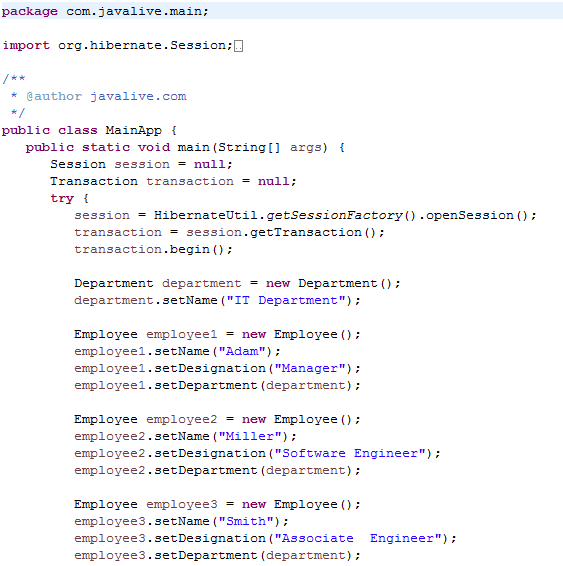 package com.javalive.main;
import org.hibernate.Session;
/**
 * @author javalive.com
 */
public class MainApp {
   public static void main(String[] args) {
      Session session = null;
      Transaction transaction = null;
      try {
         session = HibernateUtil.getSessionFactory().openSession();
         transaction = session.getTransaction();
         transaction.begin();
         Department department = new Department();
         department.setName("IT Department");
         Employee employee1 = new Employee();
         employee1.setName("Adam");
         employee1.setDesignation("Manager");
         employee1.setDepartment(department);
         Employee employee2 = new Employee();
         employee2.setName("Miller");
         employee2.setDesignation("Software Engineer");
         employee2.setDepartment(department);
         Employee employee3 = new Employee();
         employee3.setName("Smith");
         employee3.setDesignation("Associate  Engineer");
         employee3.setDepartment(department);